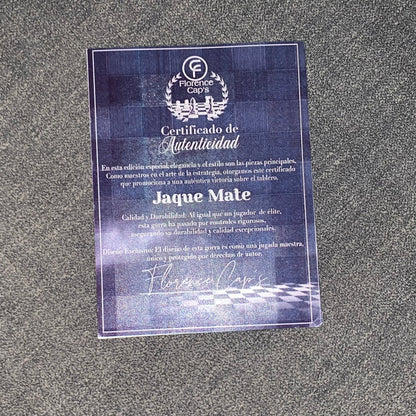 CF
Florence
Cap's
Certificado de
Autenticidad
En esta edición especial, elegancia y el estilo son las piezas principales.
Como maestros en el arte de la estrategia, otorgamos este certificado
que promociona a una auténtica victoria sobre el tablero.
Jaque Mate
Calidad y Durabilidad: Al igual que un jugador de élite,
esta gorra ha pasado por controles rigurosos,
asegurando su durabilidad y calidad excepcionales.
Diseño Exclusivo: El diseño de esta gorra es como una jugada maestra,
único y protegido por derechos de autor.
Florence Cap's